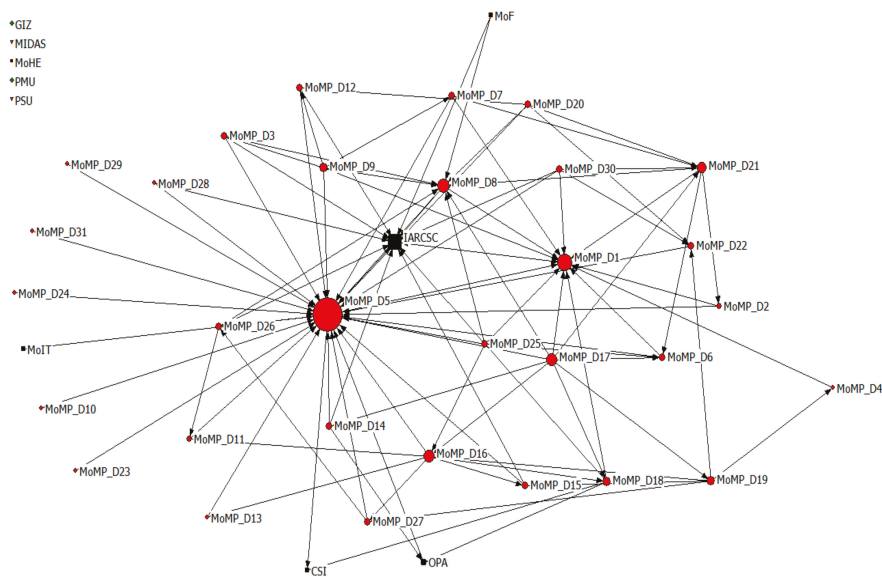 MoF
GIZ
MIDAS
MoHE
PMU
PSU
MoMP_D12
MoMP_D7
MoMP_D20
MoMP_D3
MoMP_D9
MoMP_D29
MoMP_D30
MoMP_D21
MoMP_D28
MoMP_D8
MoMP_D31
IARCSC
MoMP_D22
MoMP_D1
MoMP_D24
MoMP_D5
MoMP_D2
MoMP_D26
MoIT
MoMP_D25
MoMP_D17
MoMP_D6
MoMP_D4
MoMP_D10
MoMP_D14
MoMP_D11
MoMP_D16
MoMP_D23
MoMP_D15
MoMP_D18
MoMP_D19
MoMP_D13
MoMP_D27
CSI
OPA